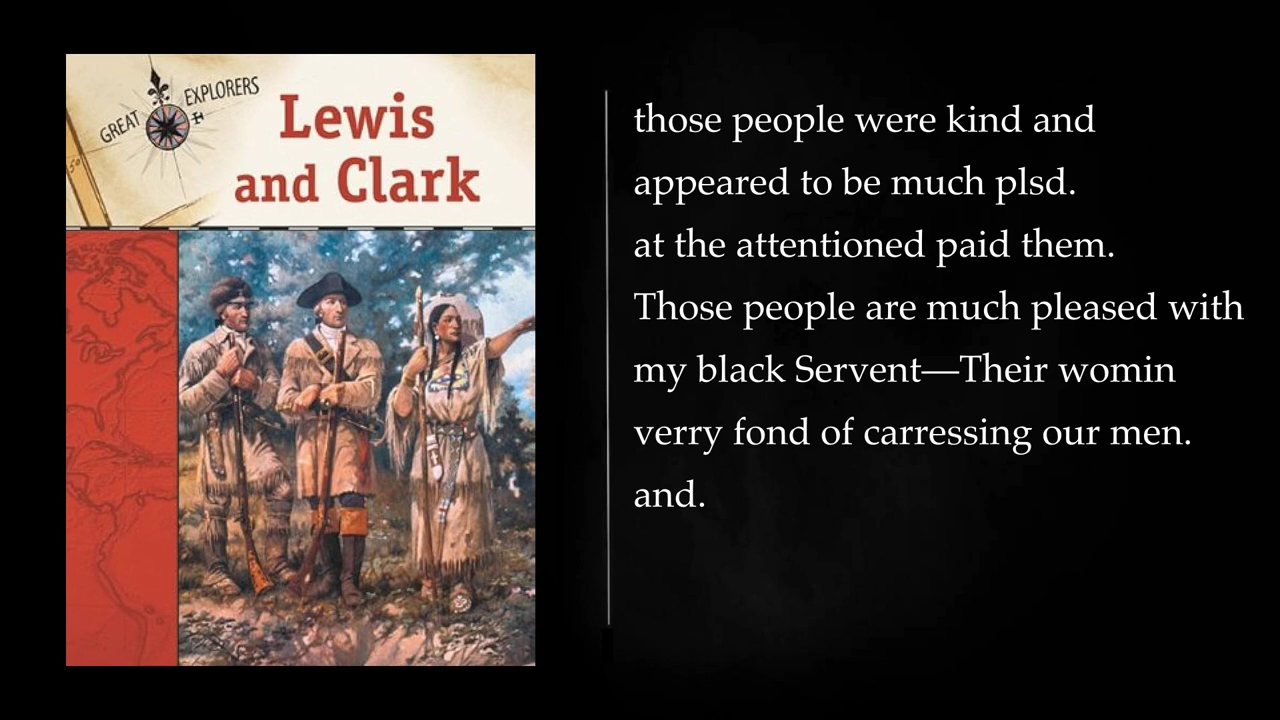 GREAT EXPLORERS
Lewis
and Clark
50
those people were kind and
appeared to be much plsd.
at the attentioned paid them.
Those people are much pleased with
my black Servent—Their womin
verry fond of carressing our men.
and.